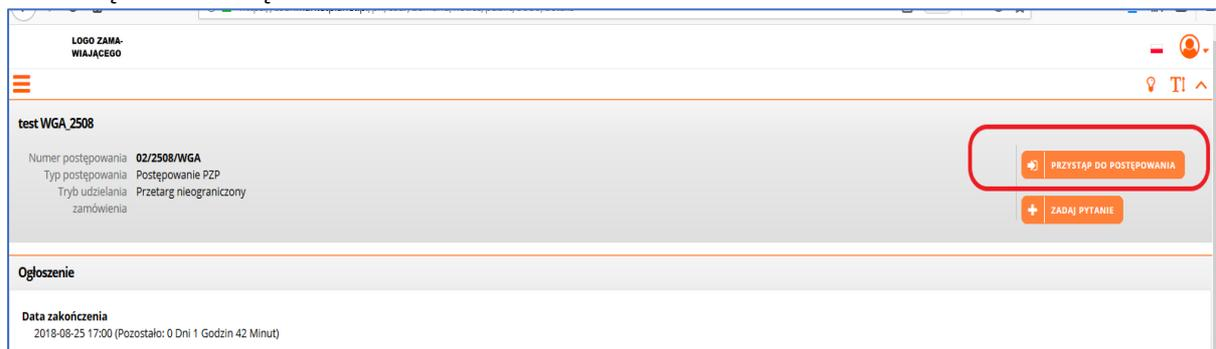 LOGO ZAMA-
WIAJĄCEGO
TI
test WGA_2508
Numer postępowania 02/2508/WGA
Typ postępowania Postępowanie PZP
Tryb udzielania Przetarg nieograniczony
zamówienia
PRZYSTĄP DO POSTĘPOWANIA
ZADAJ PYTANIE
Ogłoszenie
Data zakończenia
2018-08-25 17:00 (Pozostało: 0 Dni 1 Godzin 42 Minut)